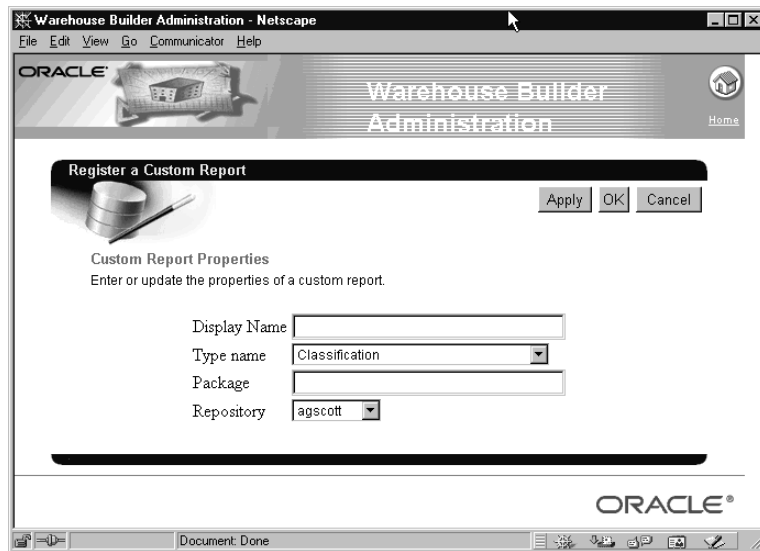 Warehouse Builder Administration - Netscape
File Edit View Go Communicator Help
ORACLE®
Warehouse Builder
Administration
Home
Register a Custom Report
Apply OK Cancel
Custom Report Properties
Enter or update the properties of a custom report.
Display Name
Type name Classification
Package
Repository agscott
ORACLE®
Document: Done